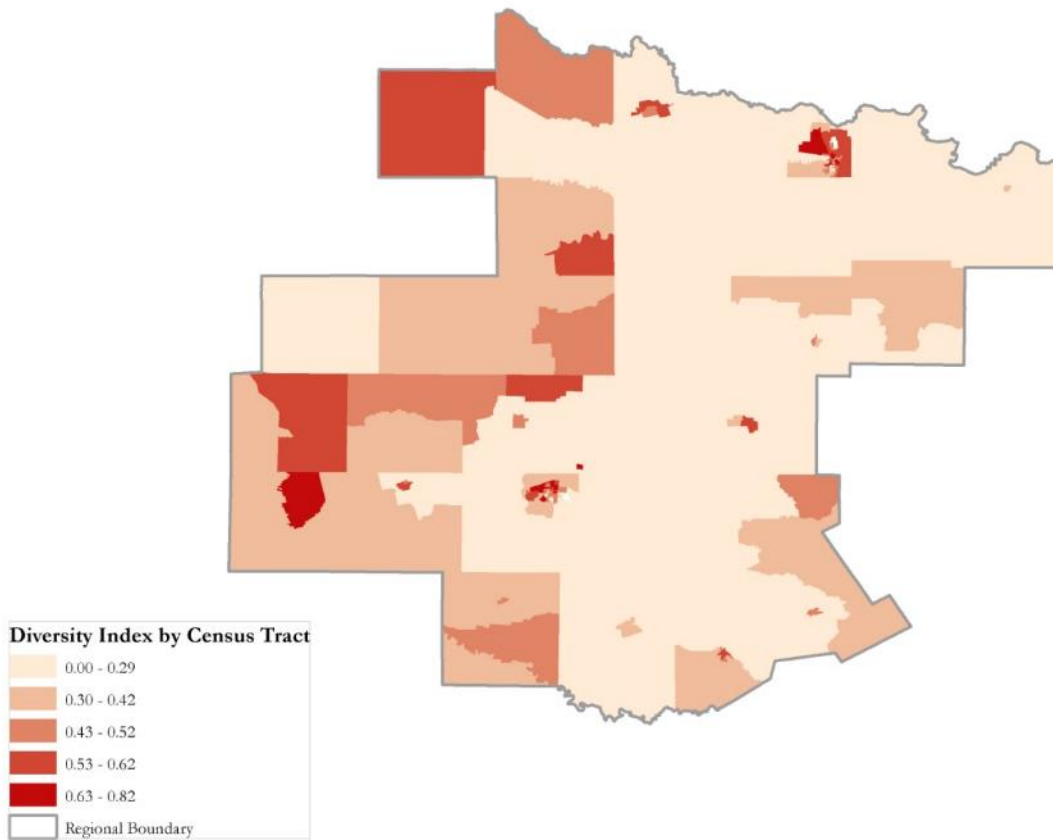 Diversity Index by Census Tract
0.00 - 0.29
0.30 - 0.42
0.43 - 0.52
0.53 - 0.62
0.63 - 0.82
Regional Boundary